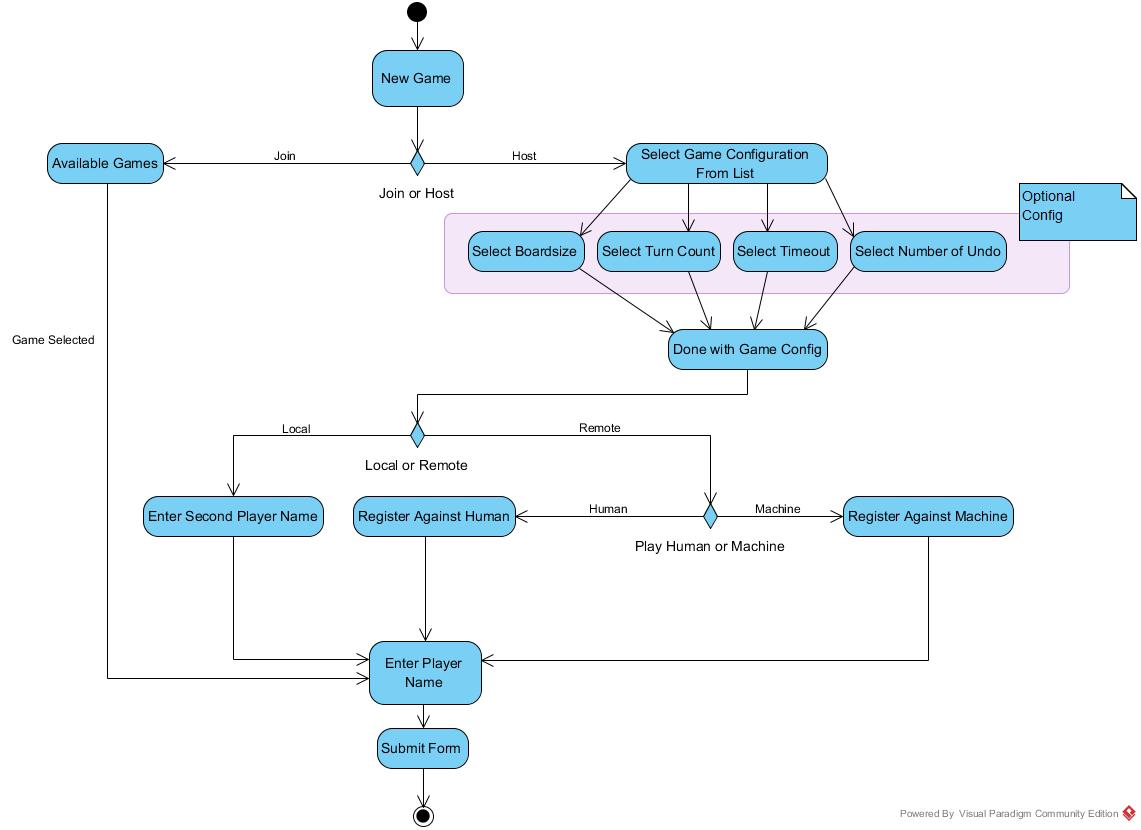 New Game
Join
Host
Available Games
Select Game Configuration
From List
Join or Host
Optional
Config
Select Boardsize
Select Turn Count
Select Timeout
Select Number of Undo
Game Selected
Done with Game Config
Local
Remote
Local or Remote
Enter Second Player Name
Register Against Human
Human
Machine
Register Against Machine
Play Human or Machine
Enter Player
Name
Submit Form
Powered By Visual Paradigm Community Edition